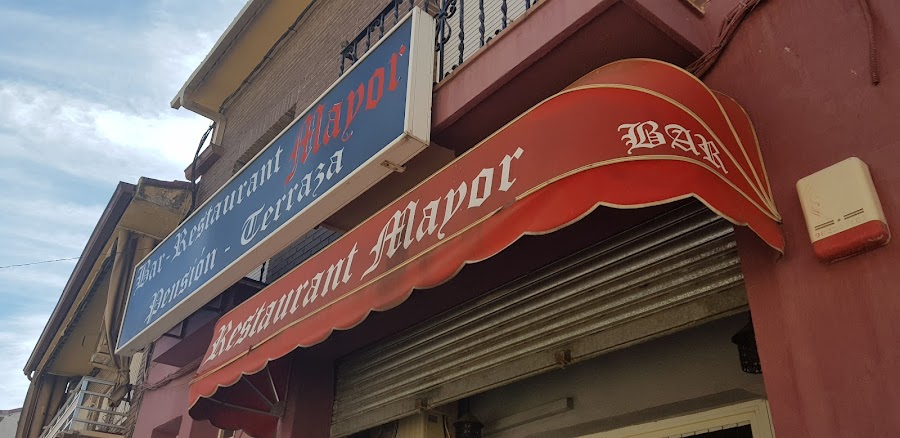 Bar-Restaurant Mayor
Pensión - Terraza
Restaurant Mayor
BAR